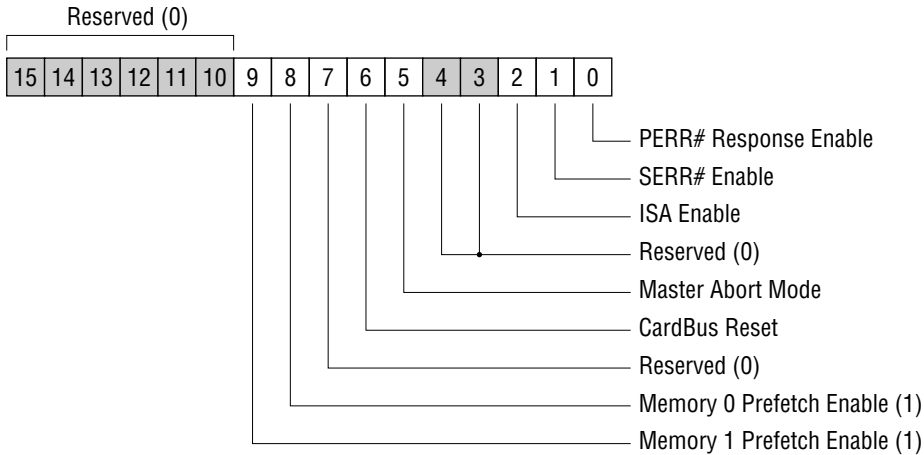 Reserved (0)
15 14 13 12 11 10 9 8 7 6 5 4 3 2 1 0
PERR# Response Enable
SERR# Enable
ISA Enable
Reserved (0)
Master Abort Mode
CardBus Reset
Reserved (0)
Memory 0 Prefetch Enable (1)
Memory 1 Prefetch Enable (1)